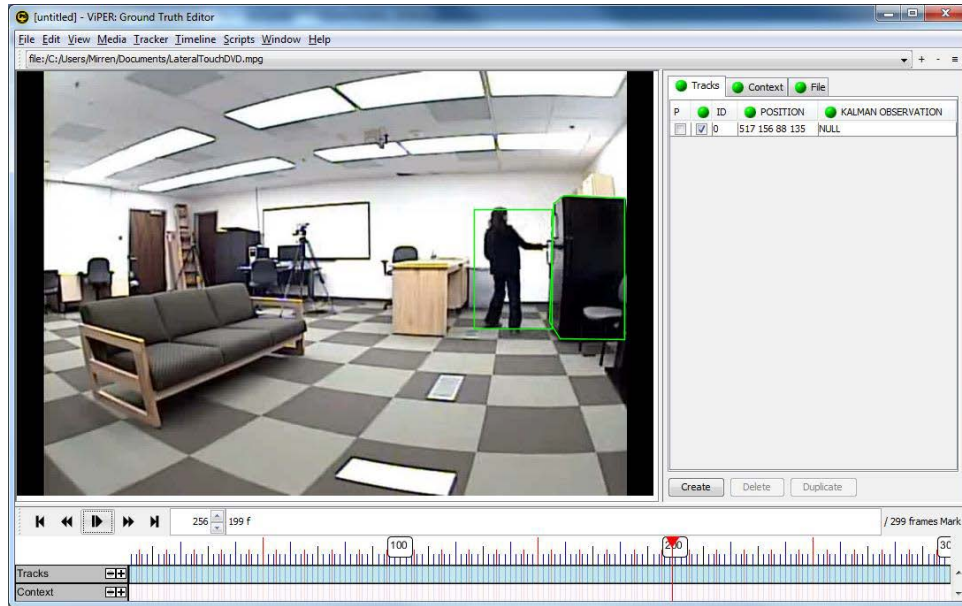 [untitled] - ViPER: Ground Truth Editor
File Edit View Media Tracker Timeline Scripts Window Help
file:/C:/Users/Mirren/Documents/LateralTouchDVD.mpg
+ - =
Tracks Context File
P ID POSITION KALMAN OBSERVATION
0 517 156 88 135 NULL
Create Delete Duplicate
256 199 f / 299 frames Mark
100 200 30
Tracks
Context